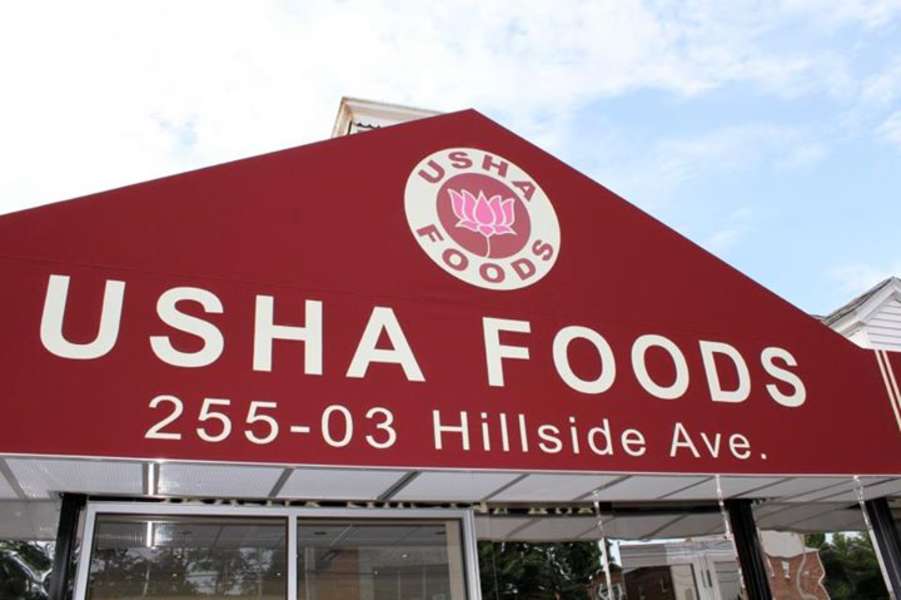 USHA
FOODS
USHA FOODS
255-03 Hillside Ave.